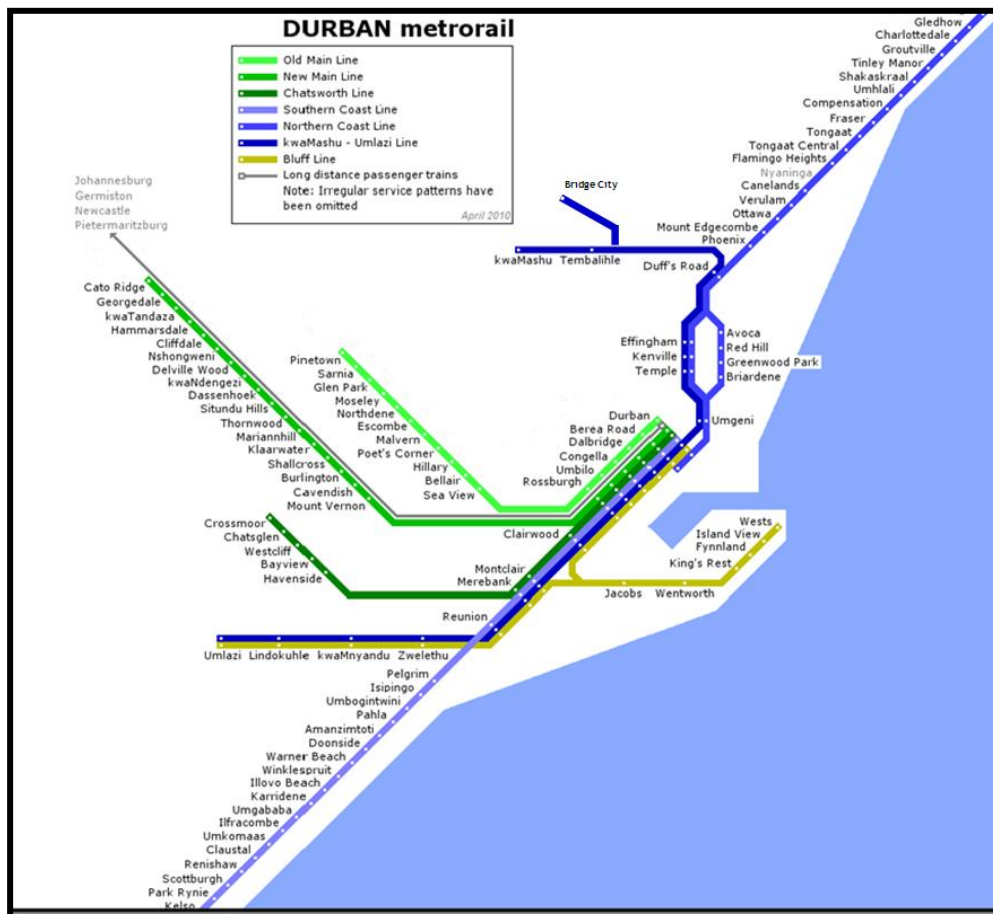 DURBAN metrorail
Old Main Line
New Main Line
Chatsworth Line
Southern Coast Line
Northern Coast Line
kwaMashu - Umlazi Line
Bluff Line
Long distance passenger trains
Note: Irregular service patterns have
been omitted
April 2010
Gledhow
Charlottedale
Groutville
Tinley Manor
Shakaskraal
Umhlali
Compensation
Fraser
Tongaat
Tongaat Central
Flamingo Heights
Nyaninga
Canelands
Verulam
Ottawa
Mount Edgecombe
Phoenix
Bridge City
kwaMashu
Tembalihle
Duff's Road
Johannesburg
Germiston
Newcastle
Pietermaritzburg
Cato Ridge
Georgedale
kwaTandaza
Hammarsdale
Cliffdale
Nshongweni
Delville Wood
kwaNdengezi
Dassenhoek
Situndu Hills
Thornwood
Mariannhill
Klaarwater
Shallcross
Burlington
Cavendish
Mount Vernon
Pinetown
Sarnia
Glen Park
Moseley
Northdene
Escombe
Malvern
Poet's Corner
Hillary
Bellair
Sea View
Effingham
Kenville
Temple
Avoca
Red Hill
Greenwood Park
Briardene
Umgeni
Durban
Berea Road
Dalbridge
Congella
Umbilo
Rossburgh
Clairwood
Crossmoor
Chatsglen
Westcliff
Bayview
Havenside
Montclair
Merebank
Reunion
Wests
Island View
Fynnland
King's Rest
Jacobs
Wentworth
Umlazi
Lindokuhle
kwaMnyandu
Zwelethu
Pelgrim
Isipingo
Umbogintwini
Pahla
Amanzimtoti
Doonside
Warner Beach
Winklespruit
Illovo Beach
Karridene
Umgababa
Ilfracombe
Umkomaas
Claustal
Renishaw
Scottburgh
Park Rynie
Kelso